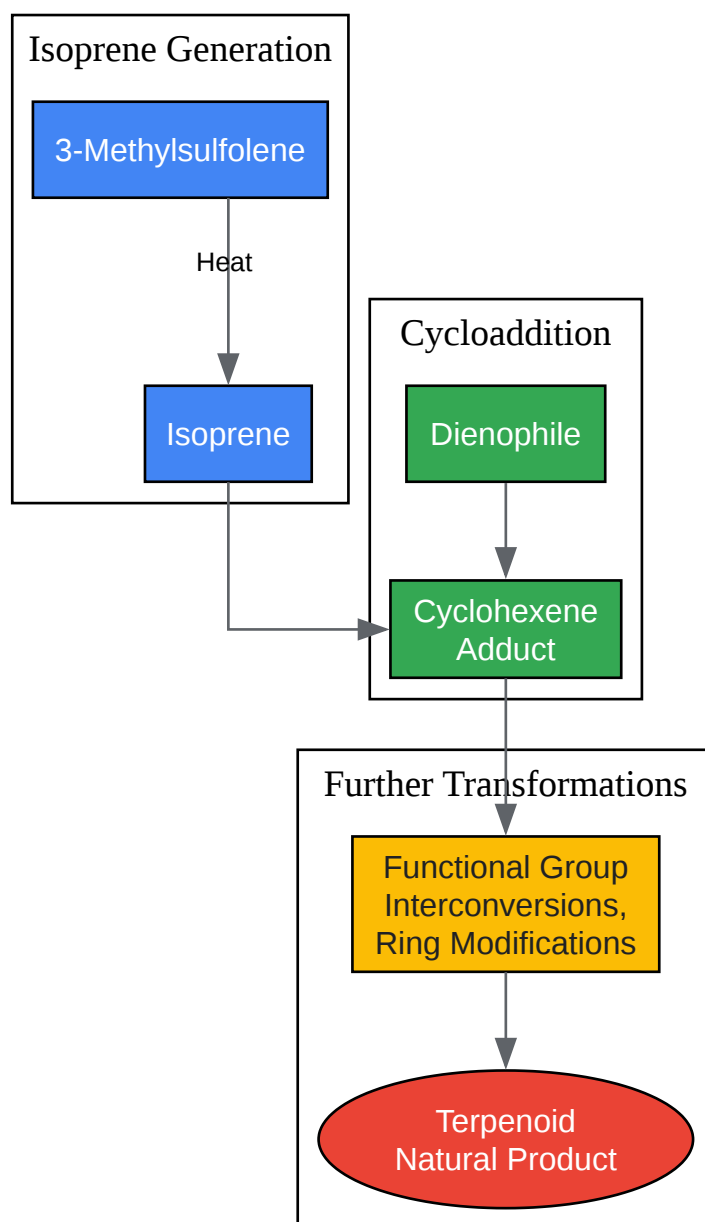 Isoprene Generation
3-Methylsulfolene
Heat
Isoprene
Cycloaddition
Dienophile
Cyclohexene
Adduct
Further Transformations
Functional Group
Interconversions,
Ring Modifications
Terpenoid
Natural Product